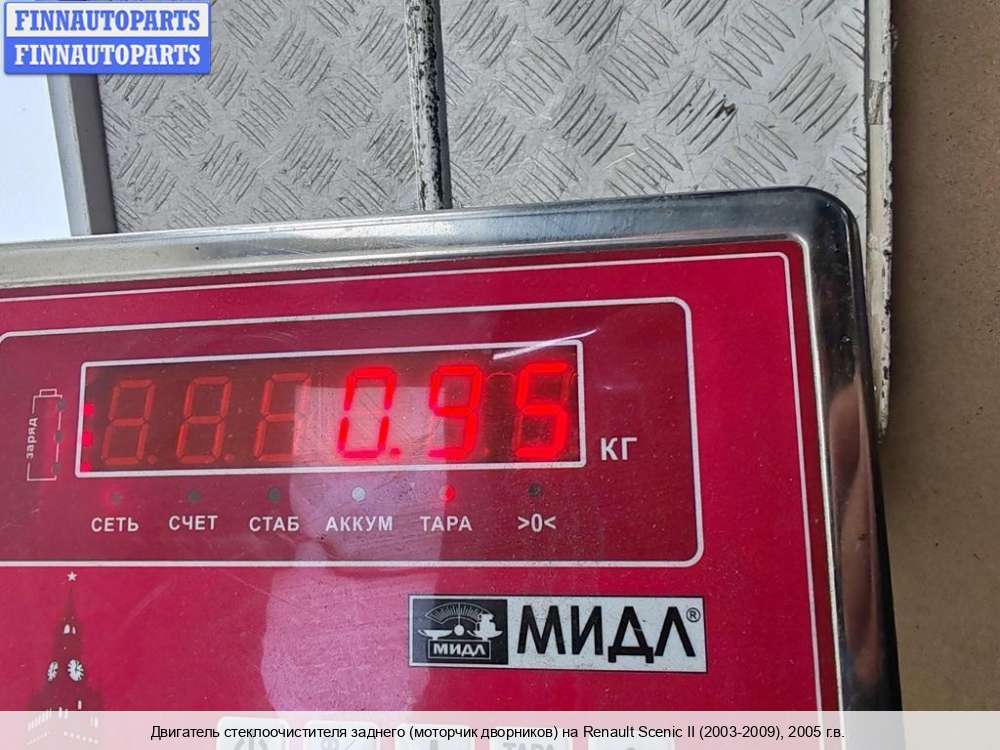 FINNAUTOPARTS
FINNAUTOPARTS
заряд
0.95
КГ
СЕТЬ СЧЕТ СТАБ АККУМ ТАРА >0<
МИДЛ МИДЛ®
Двигатель стеклоочистителя заднего (моторчик дворников) на Renault Scenic II (2003-2009), 2005 г.в.